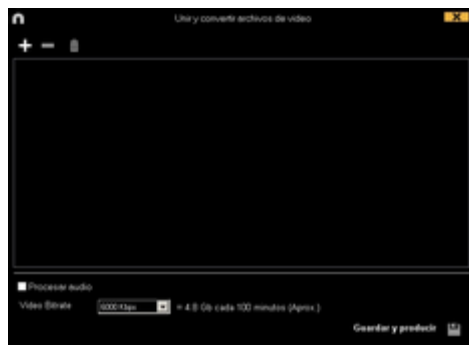 Unir y convertir archivos de video
X
Procesar audio
Video Bitrate 6000 Kbps = 4.8 Gb cada 100 minutos (Aprox.)
Guardar y producir